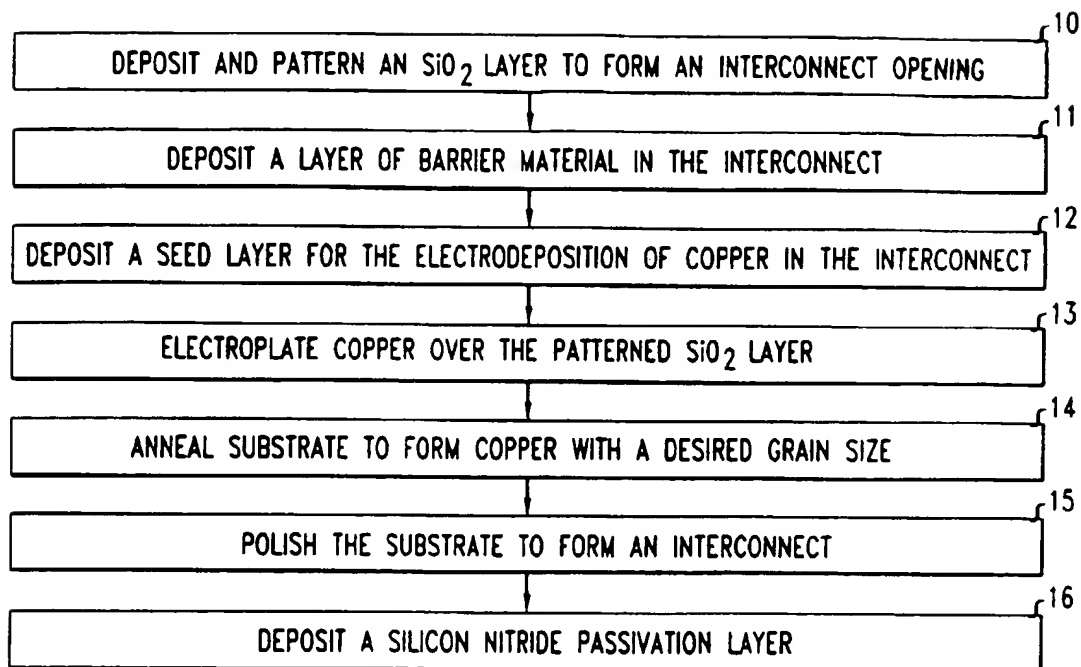 10
DEPOSIT AND PATTERN AN SiO2 LAYER TO FORM AN INTERCONNECT OPENING
11
DEPOSIT A LAYER OF BARRIER MATERIAL IN THE INTERCONNECT
12
DEPOSIT A SEED LAYER FOR THE ELECTRODEPOSITION OF COPPER IN THE INTERCONNECT
13
ELECTROPLATE COPPER OVER THE PATTERNED SiO2 LAYER
14
ANNEAL SUBSTRATE TO FORM COPPER WITH A DESIRED GRAIN SIZE
15
POLISH THE SUBSTRATE TO FORM AN INTERCONNECT
16
DEPOSIT A SILICON NITRIDE PASSIVATION LAYER